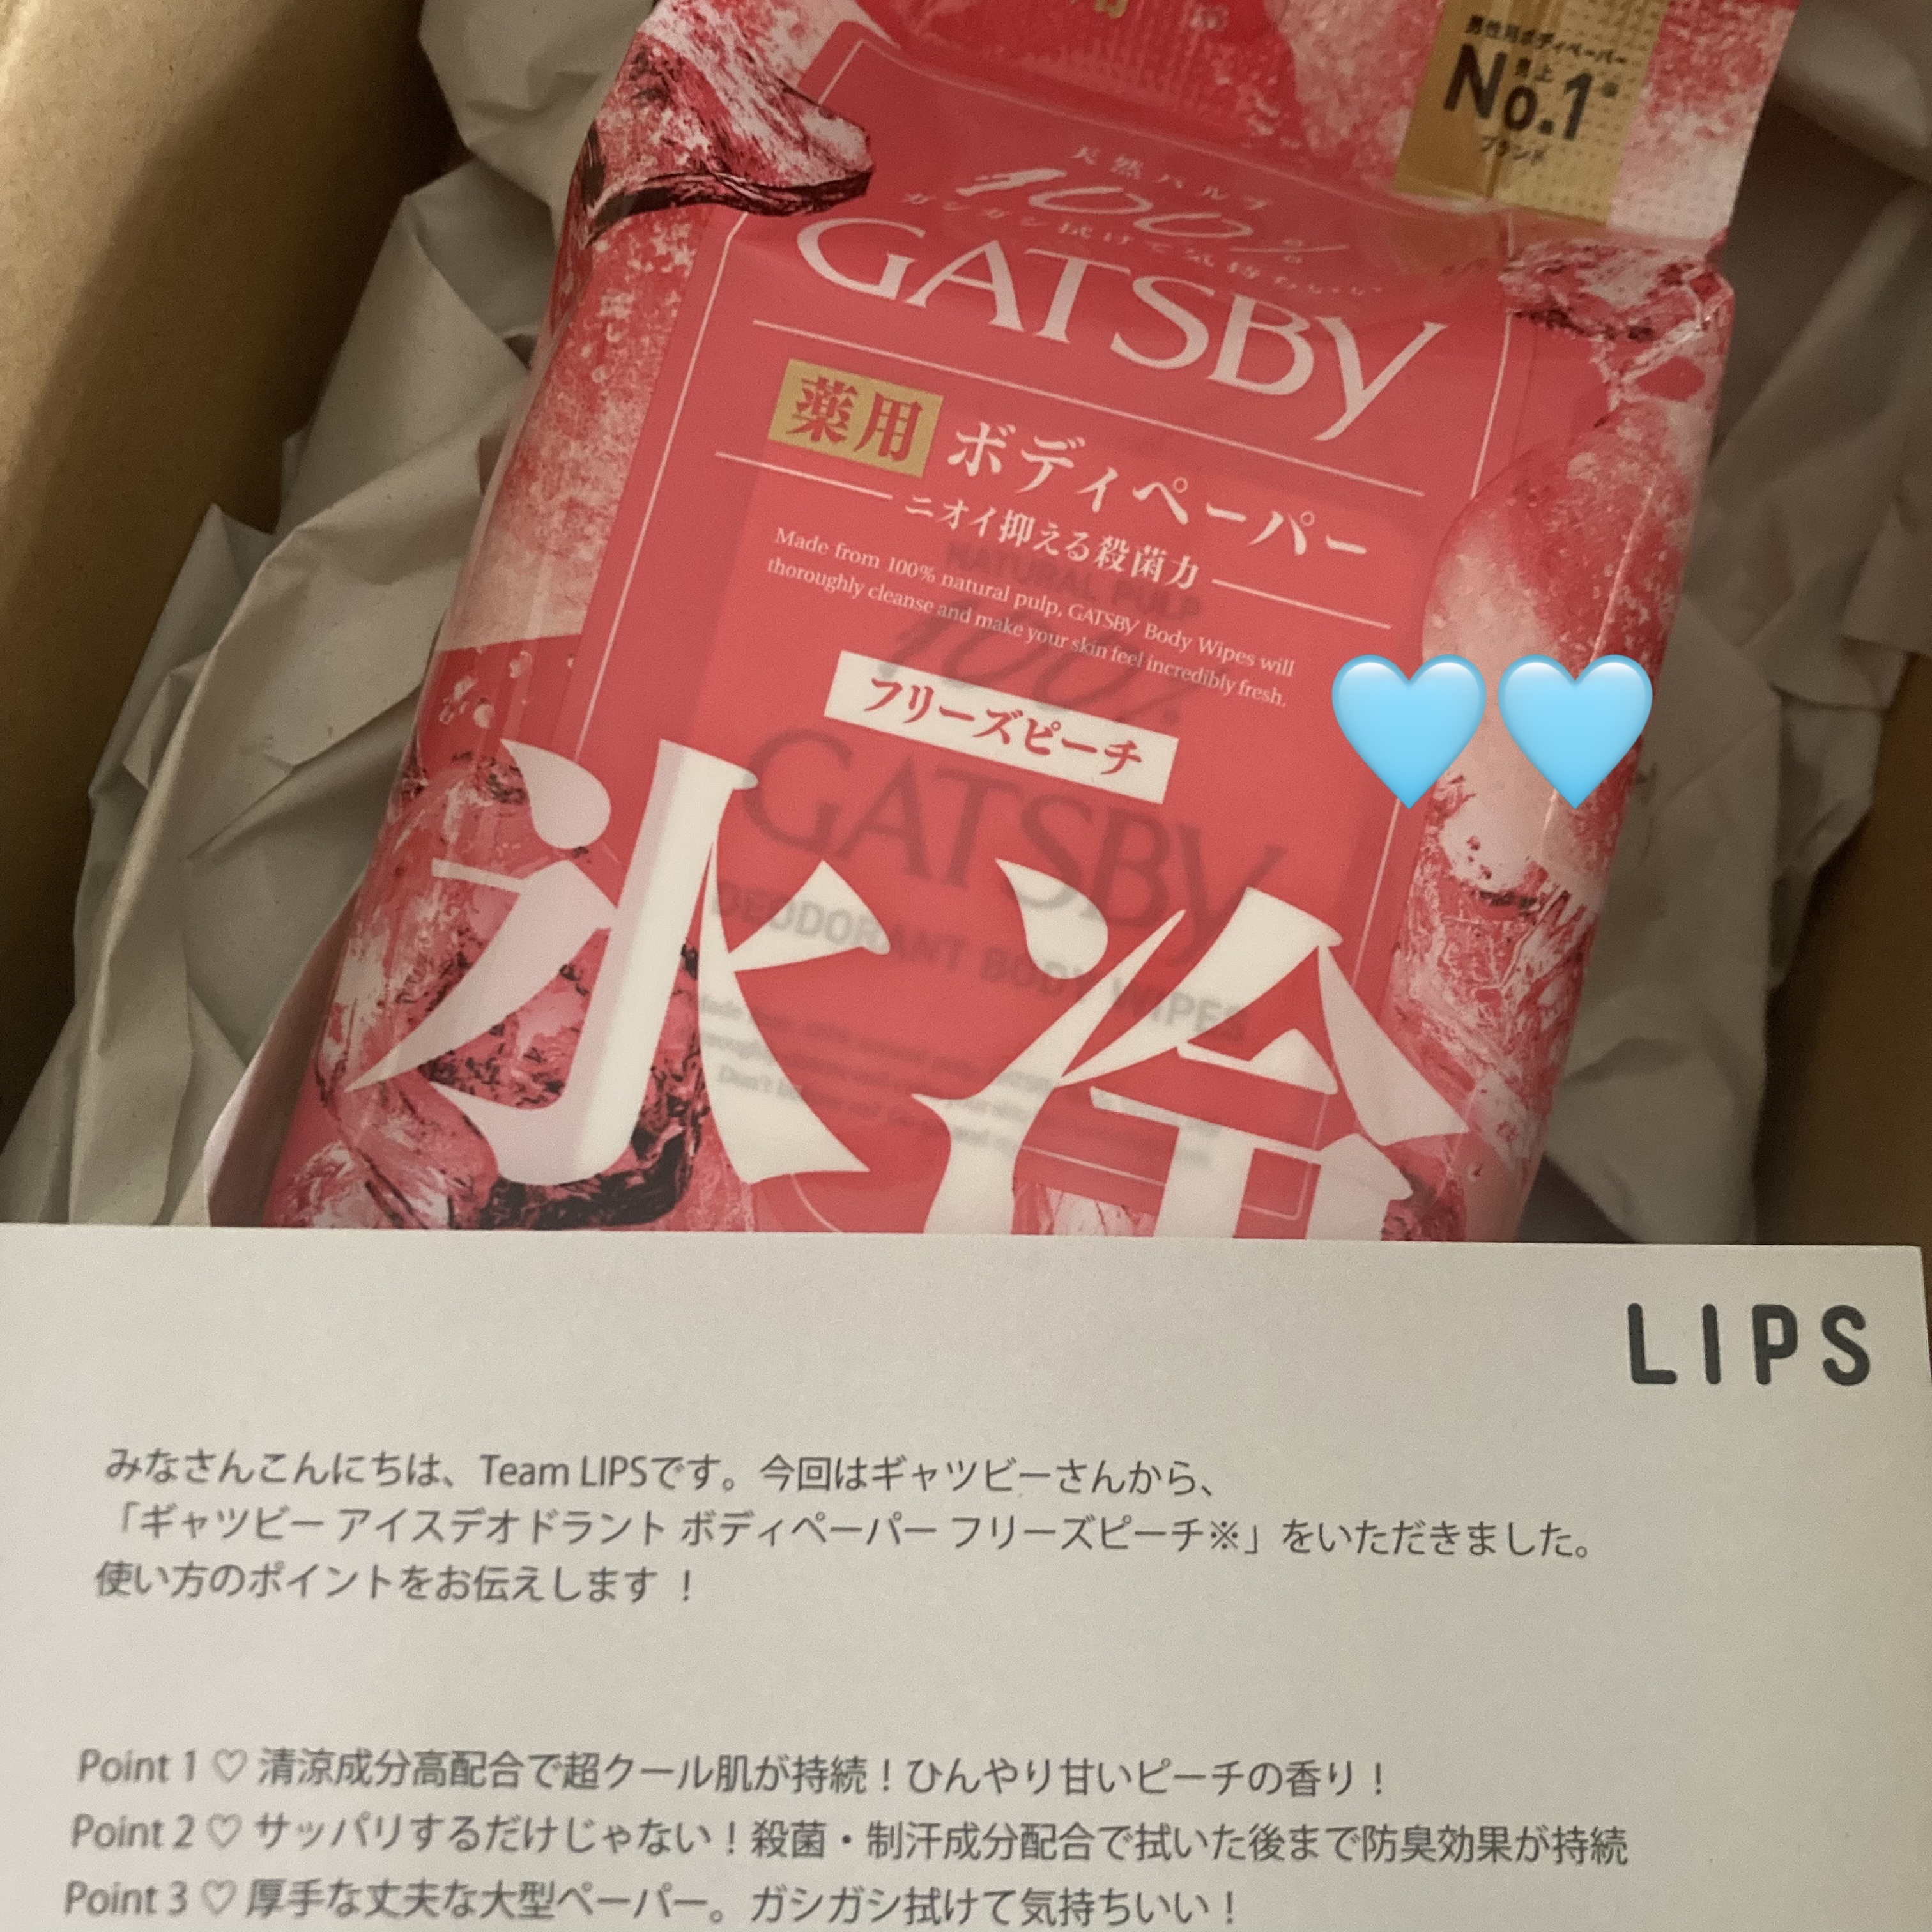 用
男性用ボディペーパー
売上
No.1※
ブランド
天然パルプ
100%
ガシガシ拭けて気持ちいい
GATSBY
薬用 ボディペーパー
ニオイ抑える殺菌力
Made from 100% natural pulp, GATSBY Body Wipes will
thoroughly cleanse and make your skin feel incredibly fresh.
フリーズピーチ
NATURAL PULP
100%
GATSBY
DEODORANT BODY WIPES
氷冷
LIPS
みなさんこんにちは、Team LIPSです。今回はギャツビーさんから、
「ギャツビー アイスデオドラント ボディペーパー フリーズピーチ※」をいただきました。
使い方のポイントをお伝えします ！
Point 1 ♡ 清涼成分高配合で超クール肌が持続！ひんやり甘いピーチの香り！
Point 2 ♡ サッパリするだけじゃない！殺菌・制汗成分配合で拭いた後まで防臭効果が持続
Point 3 ♡ 厚手な丈夫な大型ペーパー。ガシガシ拭けて気持ちいい！